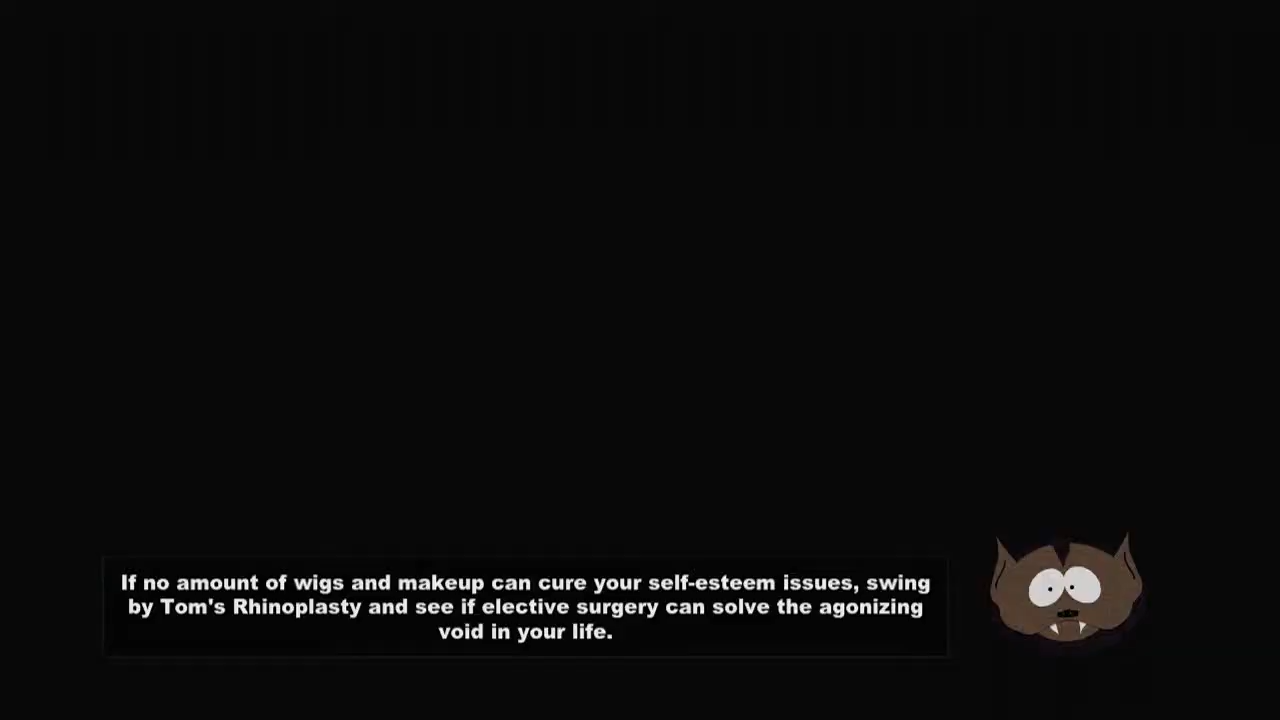 If no amount of wigs and makeup can cure your self-esteem issues, swing
by Tom's Rhinoplasty and see if elective surgery can solve the agonizing
void in your life.